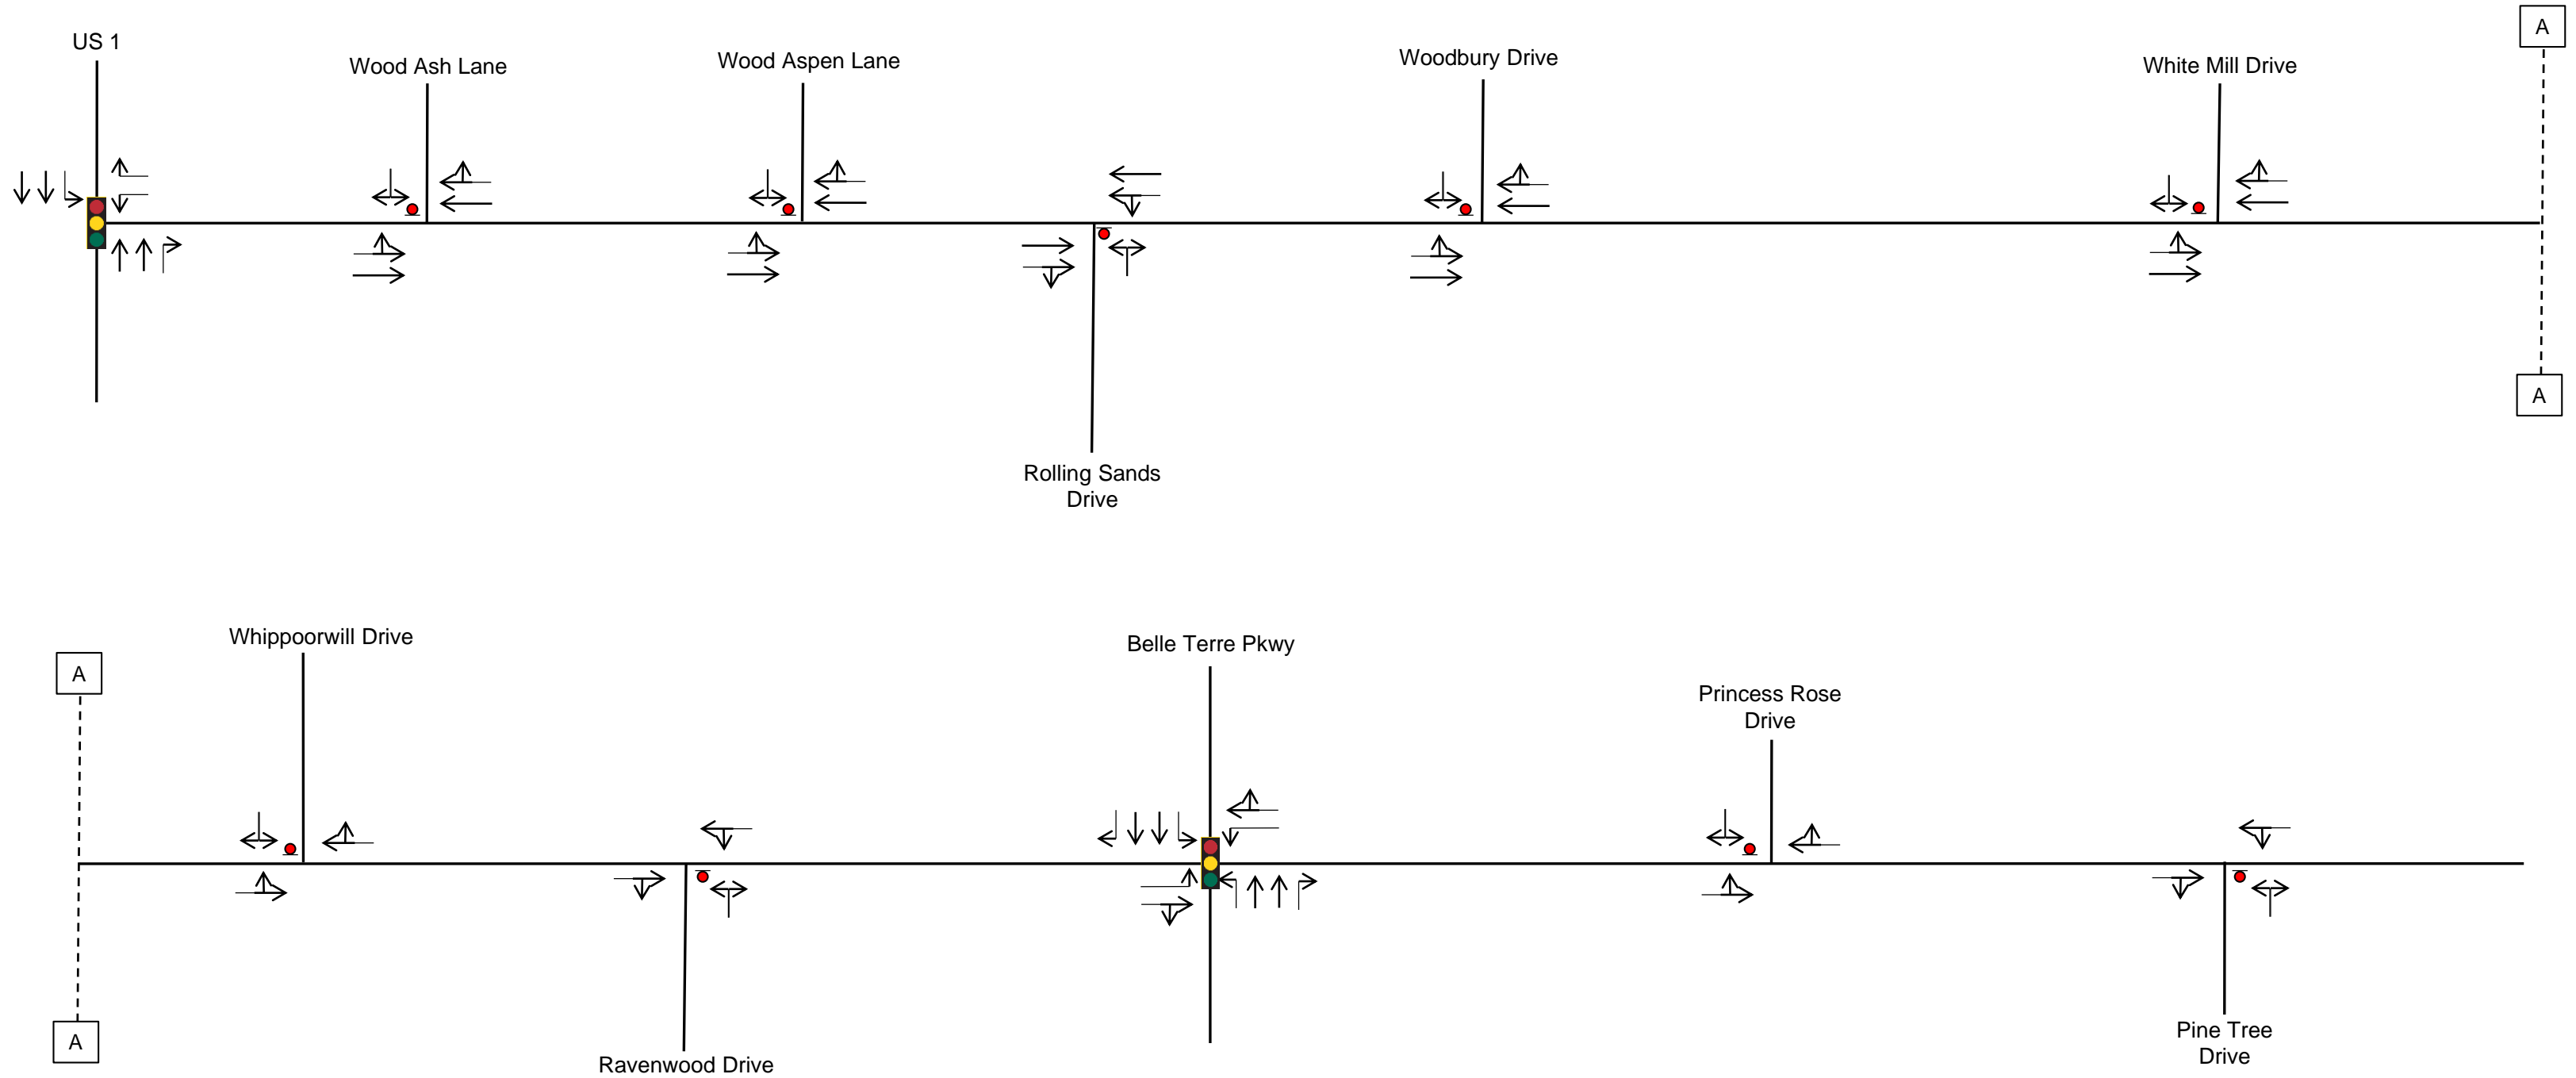 US 1
Wood Ash Lane
Wood Aspen Lane
Woodbury Drive
White Mill Drive
A
Rolling Sands
Drive
A
Whippoorwill Drive
Belle Terre Pkwy
A
Princess Rose
Drive
A
Ravenwood Drive
Pine Tree
Drive